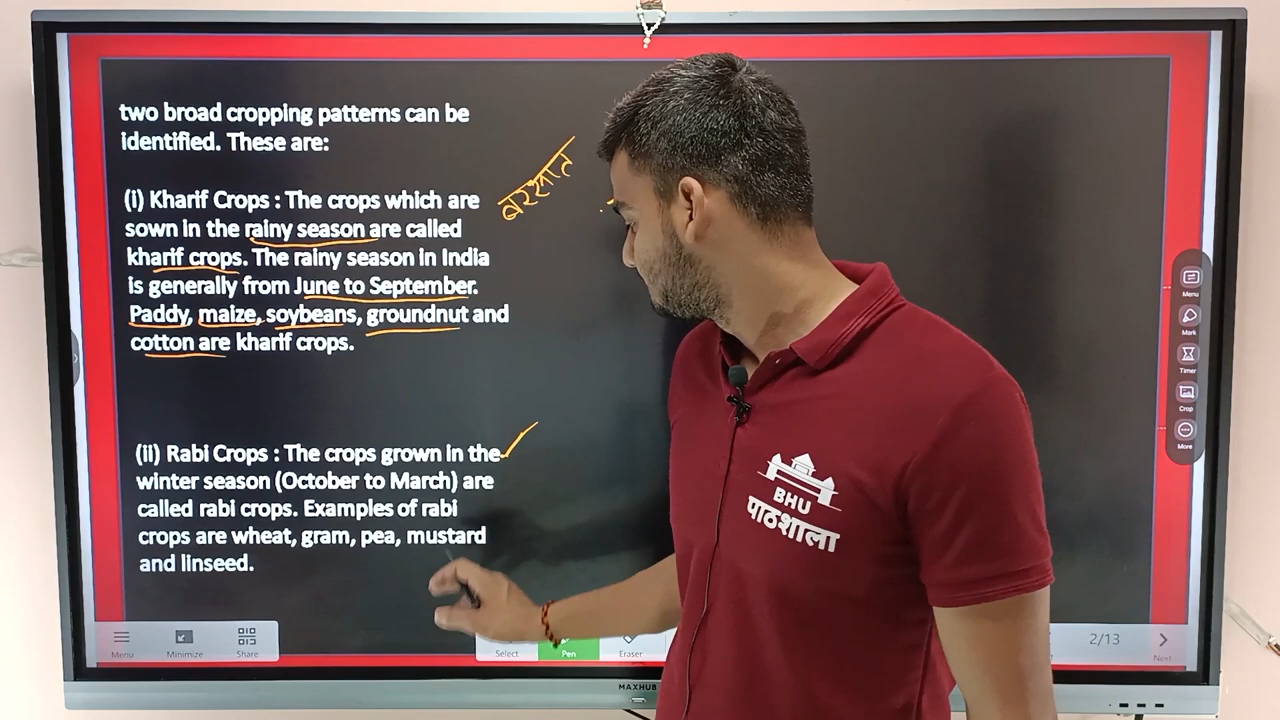 two broad cropping patterns can be
identified. These are:
(i) Kharif Crops : The crops which are
sown in the rainy season are called
kharif crops. The rainy season in India
is generally from June to September.
Paddy, maize, soybeans, groundnut and
cotton are kharif crops.
बरसात
(ii) Rabi Crops : The crops grown in the
winter season (October to March) are
called rabi crops. Examples of rabi
crops are wheat, gram, pea, mustard
and linseed.
BHU
पाठशाला
Menu
Mark
Timer
Crop
More
Menu
Minimize
Share
Select
Pen
Eraser
2/13
Next
MAXHUB